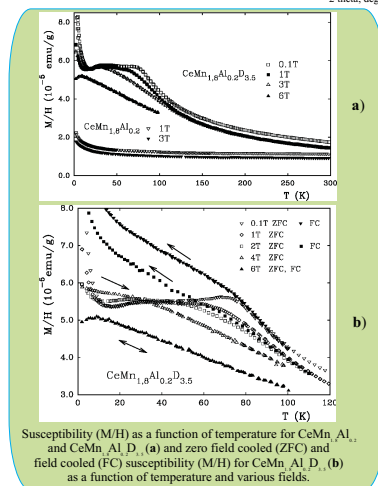 2 theta, deg
8.0
6.0
4.0
2.0
0.0
M/H (10⁻⁵ emu/g)
CeMn₁.₈Al₀.₂D₃.₅
0.1T
1T
3T
6T
CeMn₁.₈Al₀.₂
1T
3T
0 50 100 150 200 250 300
T (K)
a)
8.0
7.0
6.0
5.0
4.0
3.0
M/H (10⁻⁵ emu/g)
0.1T ZFC, FC
1T ZFC
2T ZFC FC
4T ZFC
6T ZFC, FC
CeMn₁.₈Al₀.₂D₃.₅
0 20 40 60 80 100 120
T (K)
b)
Susceptibility (M/H) as a function of temperature for CeMn₁.₈Al₀.₂
and CeMn₁.₈Al₀.₂D₃.₅ (a) and zero field cooled (ZFC) and
field cooled (FC) susceptibility (M/H) for CeMn₁.₈Al₀.₂D₃.₅ (b)
as a function of temperature and various fields.